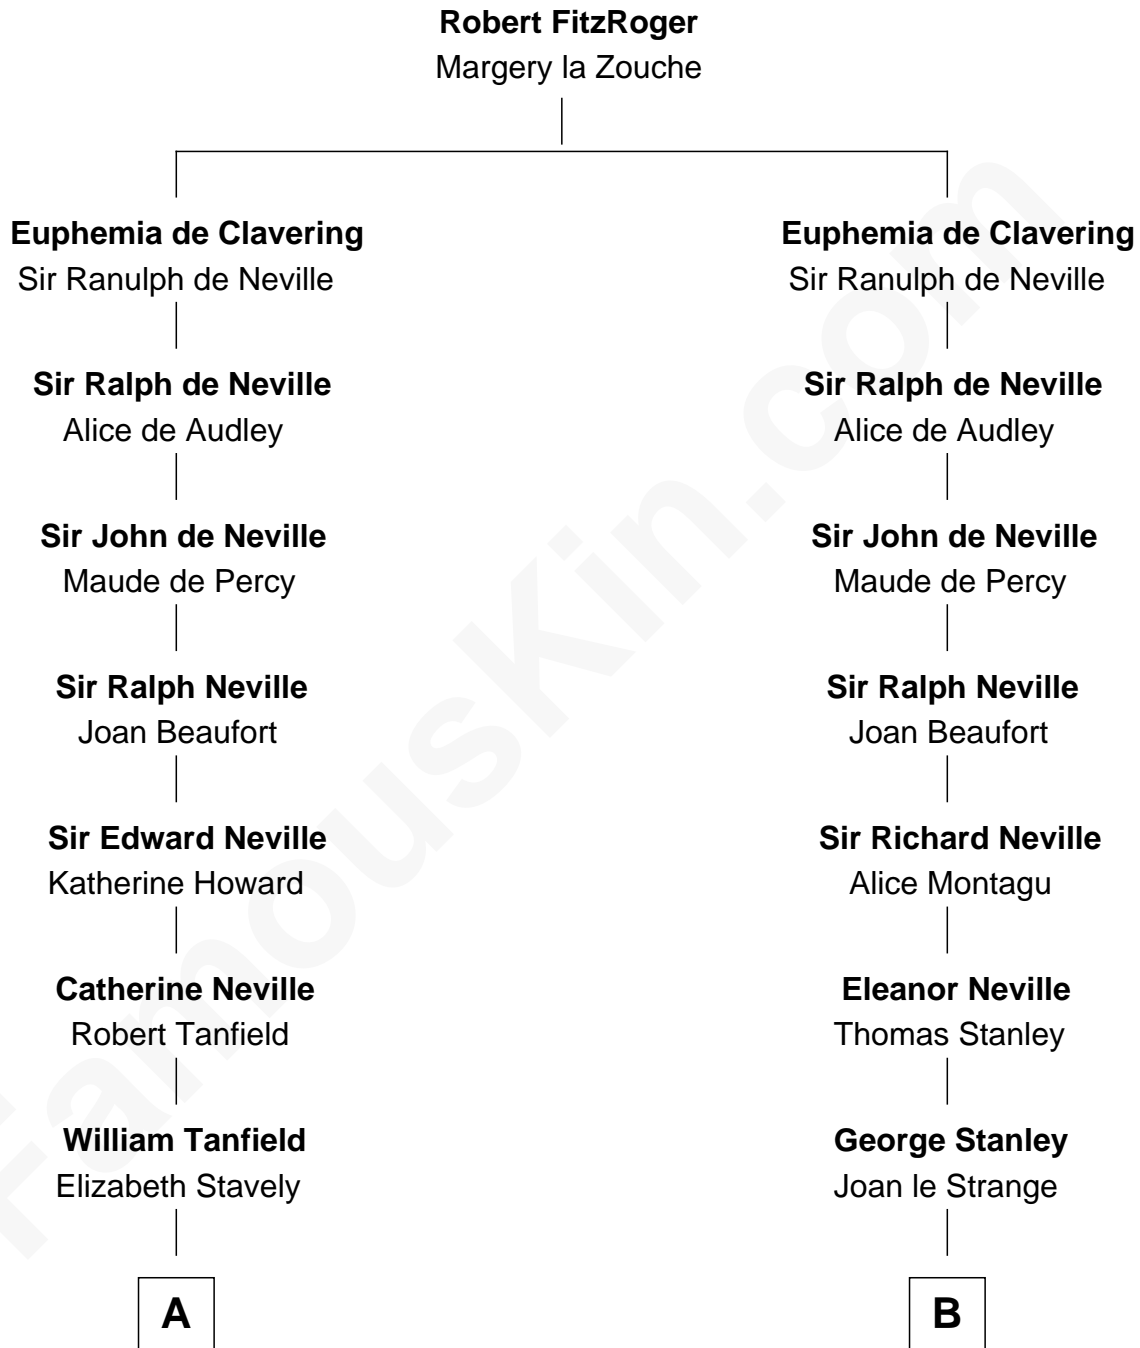 Robert FitzRoger
Margery la Zouche
Euphemia de Clavering
Sir Ranulph de Neville
Euphemia de Clavering
Sir Ranulph de Neville
Sir Ralph de Neville
Alice de Audley
Sir Ralph de Neville
Alice de Audley
Sir John de Neville
Maude de Percy
Sir John de Neville
Maude de Percy
Sir Ralph Neville
Joan Beaufort
Sir Ralph Neville
Joan Beaufort
Sir Edward Neville
Katherine Howard
Sir Richard Neville
Alice Montagu
Catherine Neville
Robert Tanfield
Eleanor Neville
Thomas Stanley
William Tanfield
Elizabeth Stavely
George Stanley
Joan le Strange
A
B
FamousKin.com